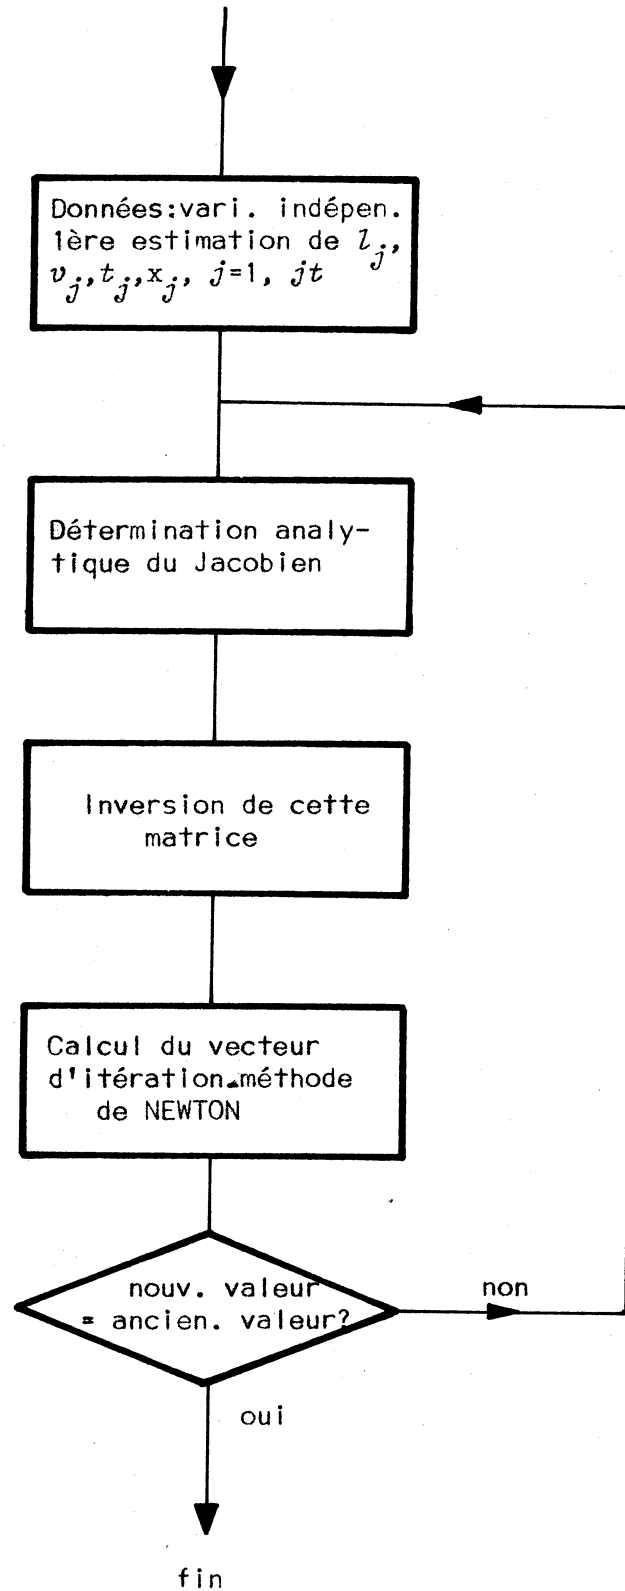 Données:vari. indépen.
1ère estimation de l_j,
v_j,t_j,x_j, j=1, jt
Détermination analy-
tique du Jacobien
Inversion de cette
matrice
Calcul du vecteur
d'itération-méthode
de NEWTON
nouv. valeur
= ancien. valeur?
non
oui
fin